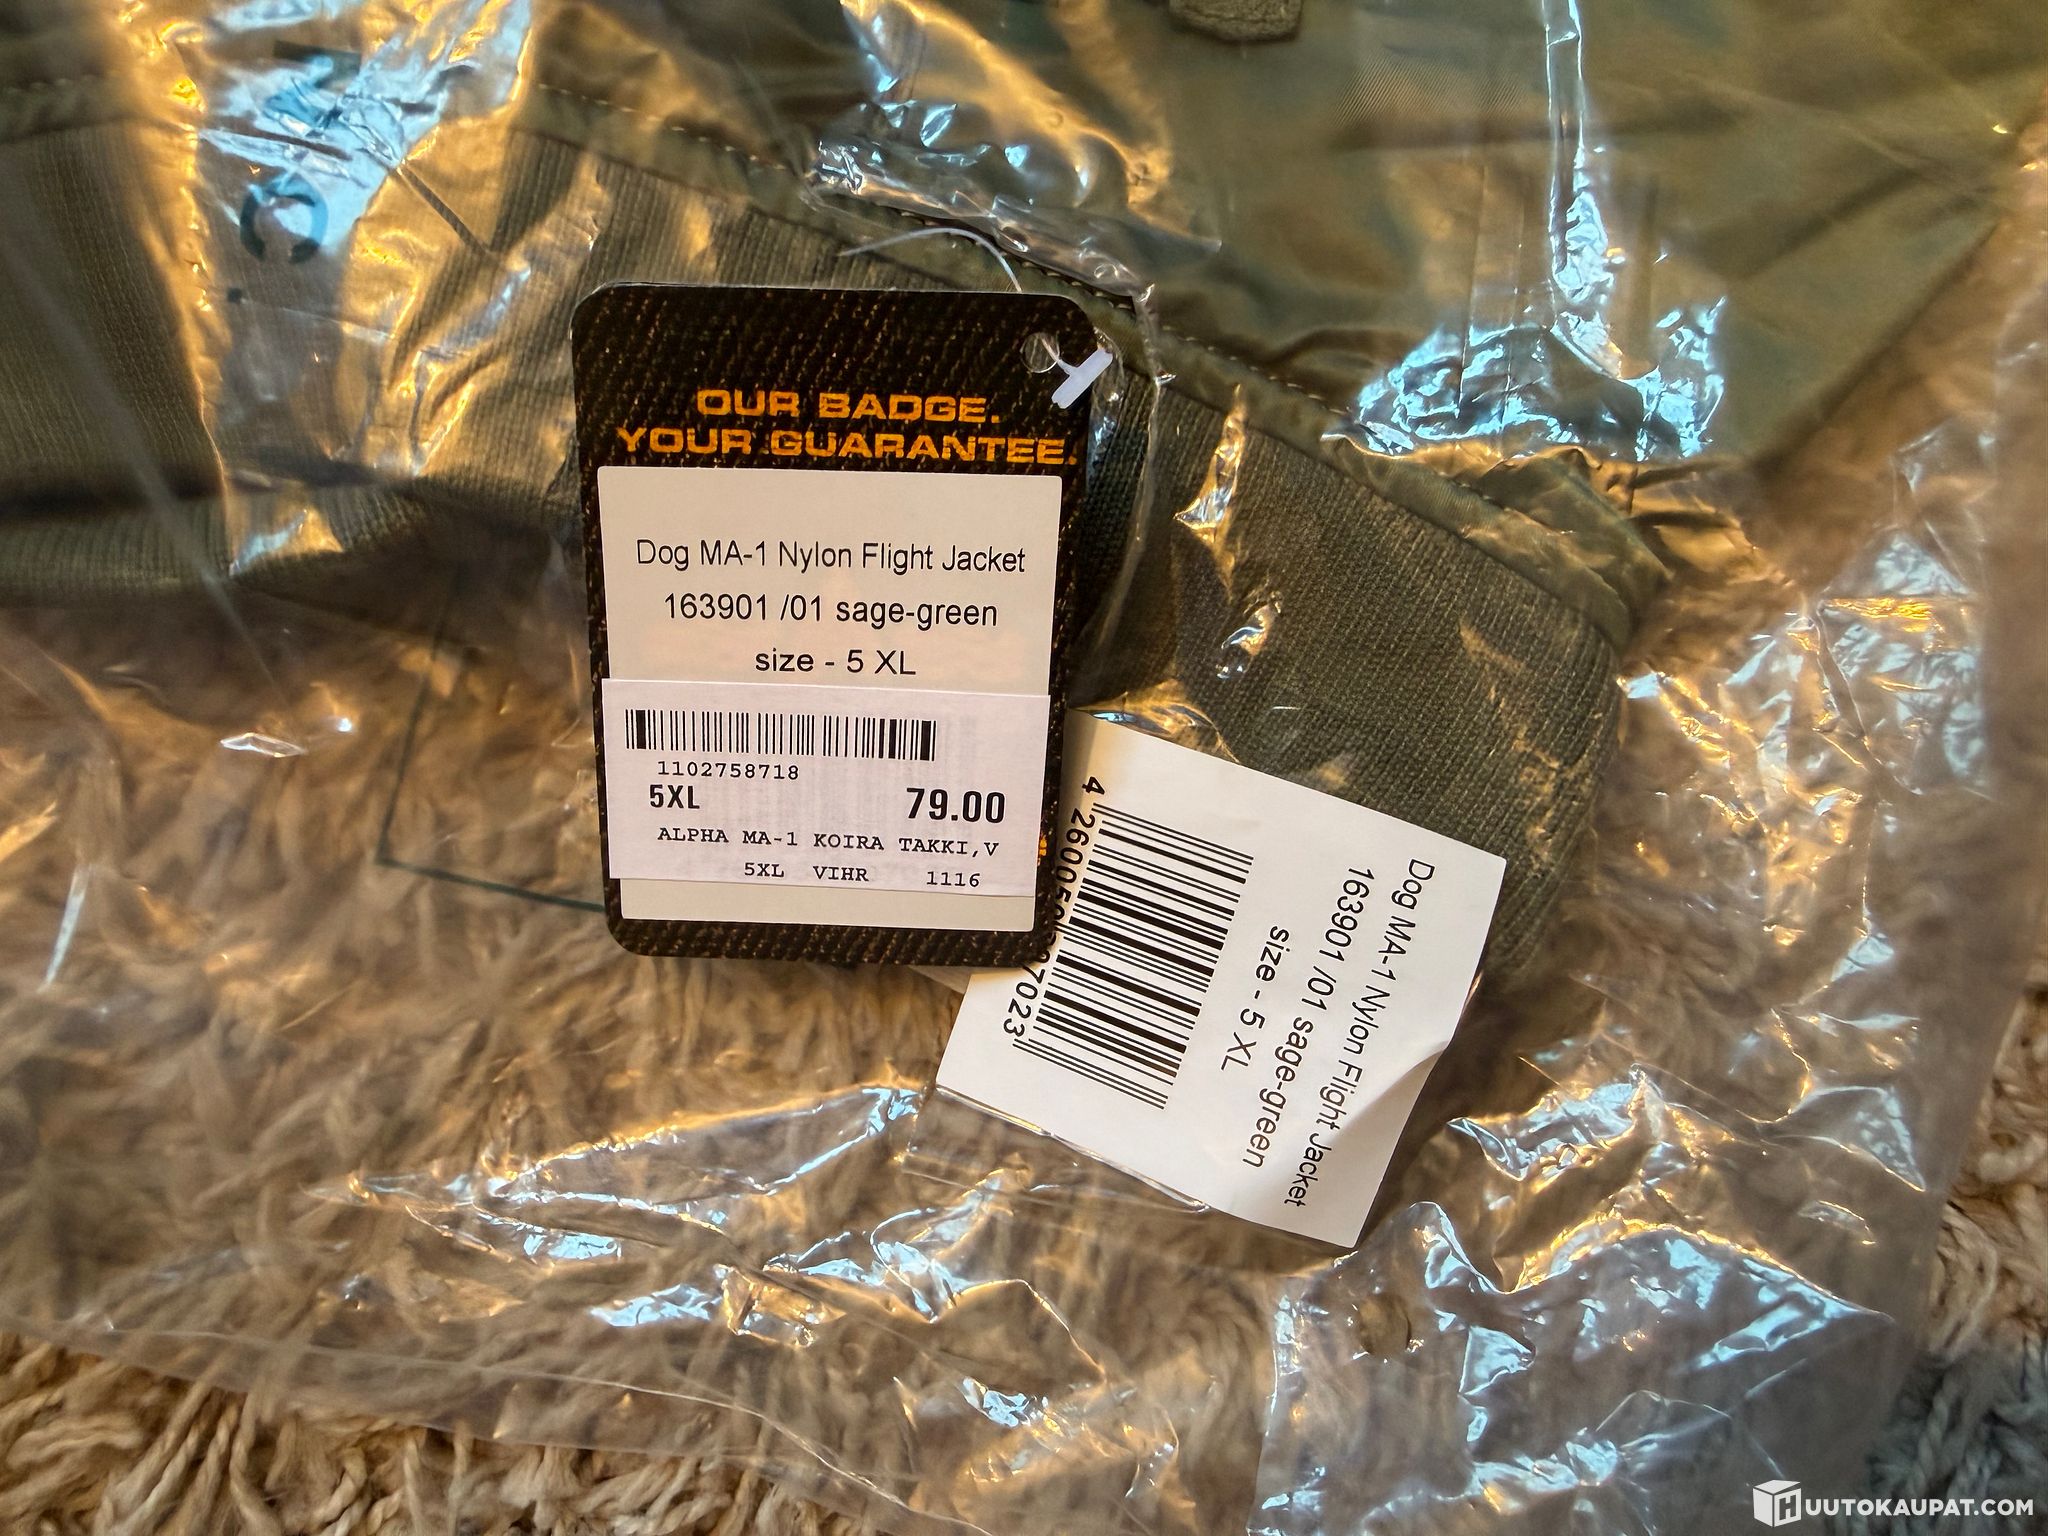 OUR BADGE.
YOUR GUARANTEE.
Dog MA-1 Nylon Flight Jacket
163901 /01 sage-green
size - 5 XL
1102758718
5XL 79.00
ALPHA MA-1 KOIRA TAKKI,V
5XL VIHR 1116
Dog MA-1 Nylon Flight Jacket
163901 /01 sage-green
size - 5 XL
HUUTOKAUPAT.COM